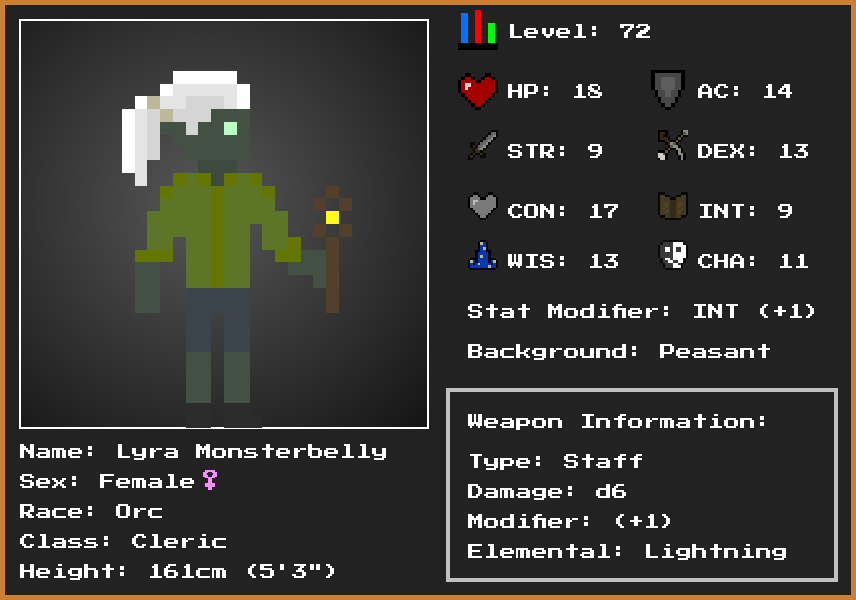 Level: 72
HP: 18 AC: 14
STR: 9 DEX: 13
CON: 17 INT: 9
WIS: 13 CHA: 11
Stat Modifier: INT (+1)
Background: Peasant
Weapon Information:
Type: Staff
Damage: d6
Modifier: (+1)
Elemental: Lightning
Name: Lyra Monsterbelly
Sex: Female♀
Race: Orc
Class: Cleric
Height: 161cm (5'3")